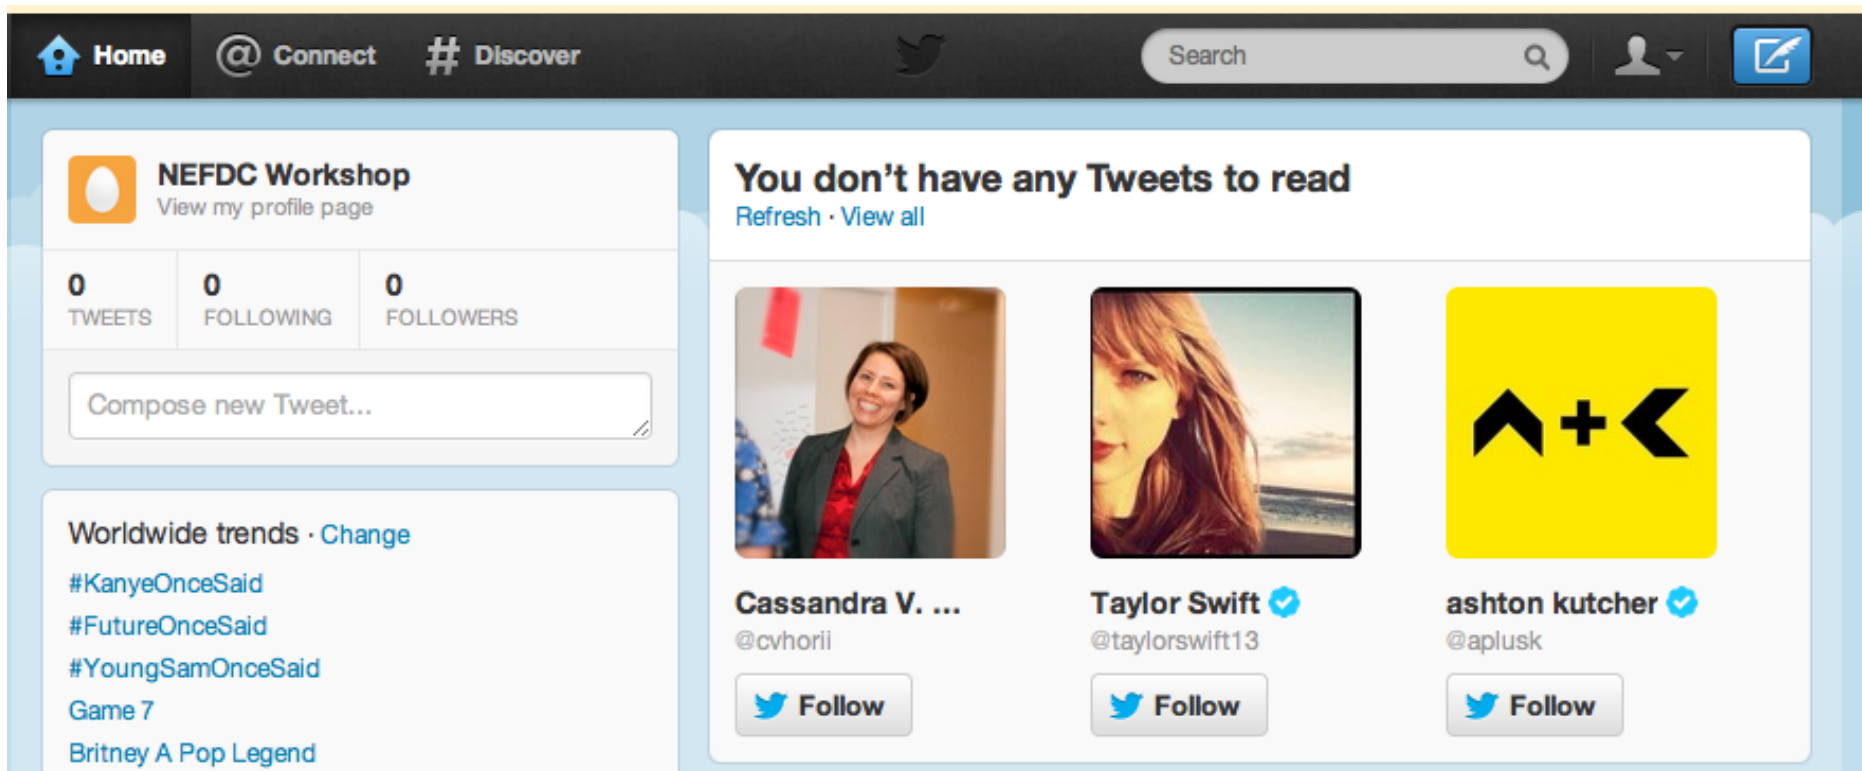 Home
@ Connect
# Discover
Search
NEFDC Workshop
View my profile page
0
TWEETS
0
FOLLOWING
0
FOLLOWERS
Compose new Tweet...
Worldwide trends · Change
#KanyeOnceSaid
#FutureOnceSaid
#YoungSamOnceSaid
Game 7
Britney A Pop Legend
You don’t have any Tweets to read
Refresh · View all
Cassandra V. ...
@cvhorii
Follow
Taylor Swift
@taylorswift13
Follow
A+K
ashton kutcher
@aplusk
Follow